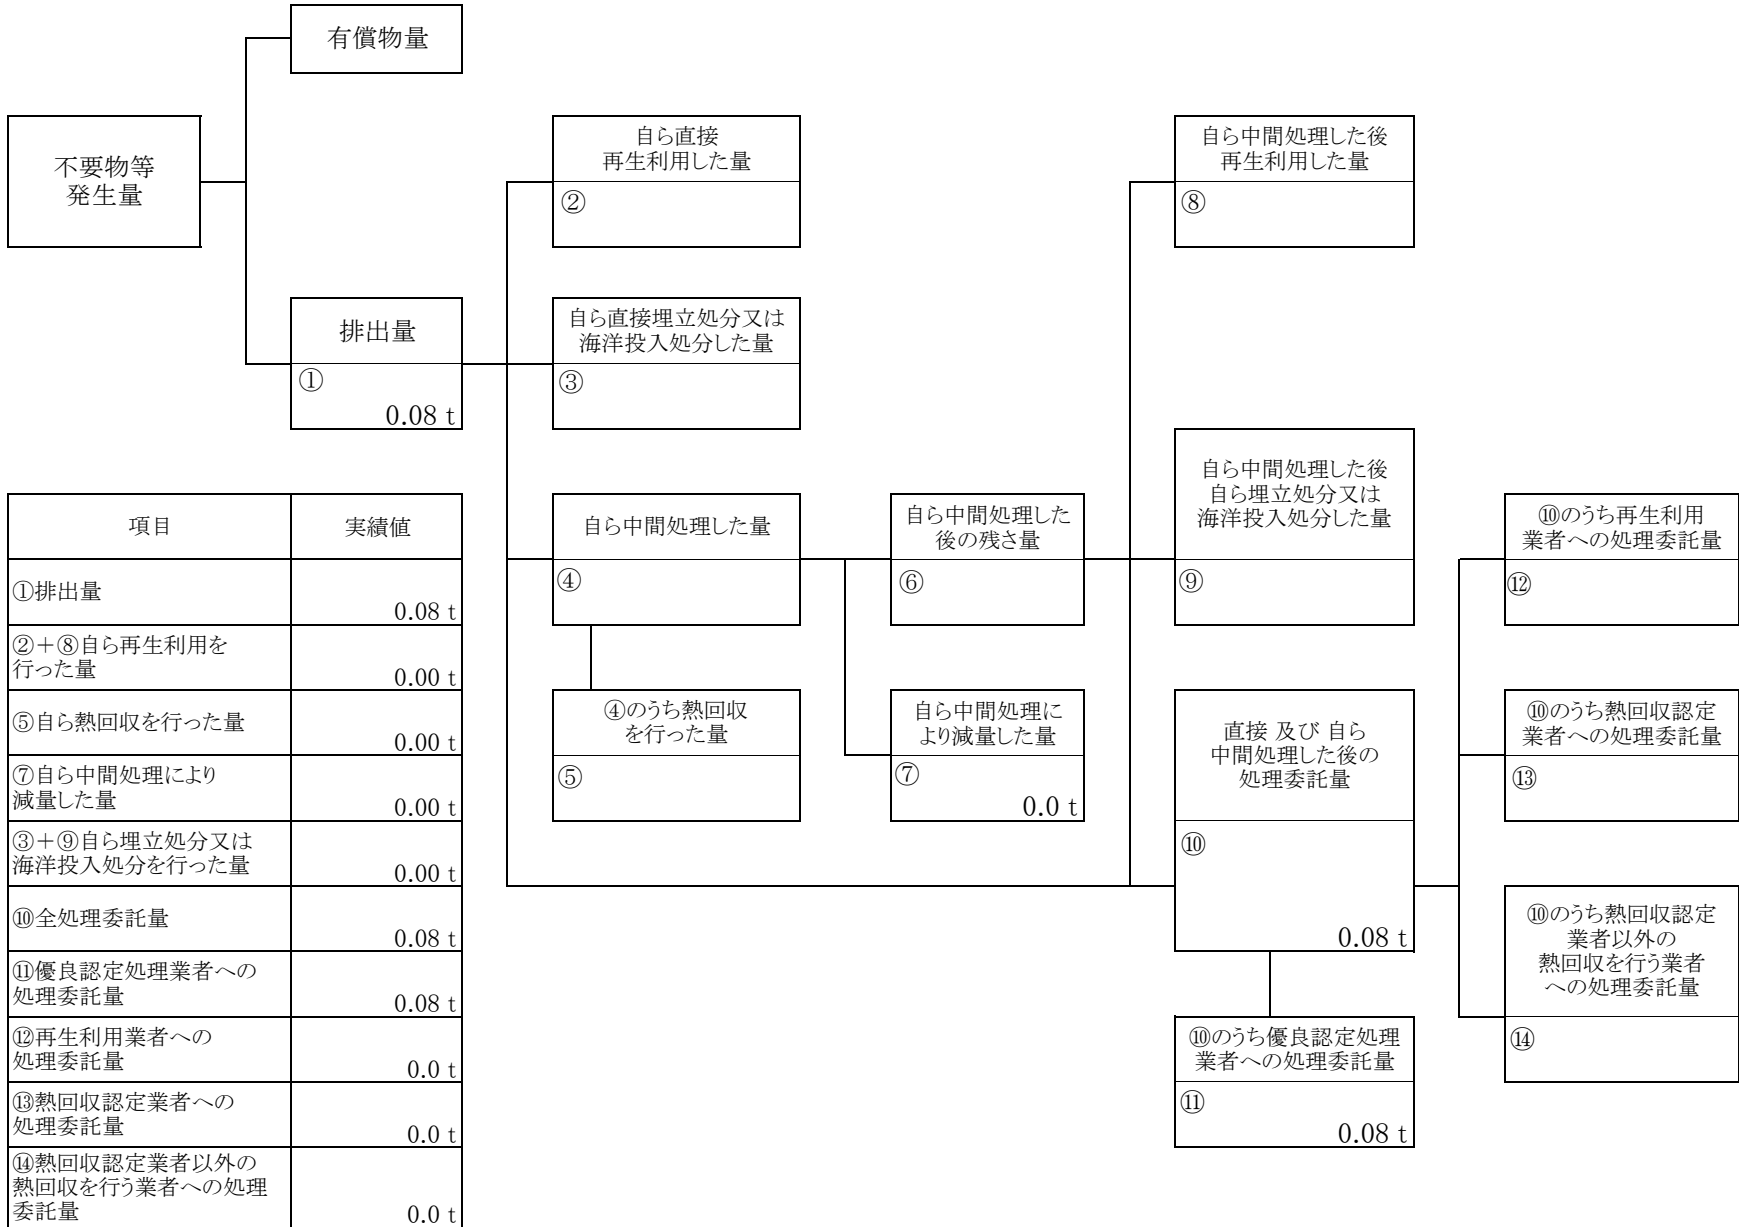 有償物量
不要物等
発生量
自ら直接
再生利用した量
②
自ら中間処理した後
再生利用した量
⑧
排出量
①
0.08 t
自ら直接埋立処分又は
海洋投入処分した量
③
自ら中間処理した後
自ら埋立処分又は
海洋投入処分した量
⑨
自ら中間処理した量
④
自ら中間処理した
後の残さ量
⑥
⑩のうち再生利用
業者への処理委託量
⑫
④のうち熱回収
を行った量
⑤
自ら中間処理に
より減量した量
⑦
0.0 t
直接 及び 自ら
中間処理した後の
処理委託量
⑩
0.08 t
⑩のうち熱回収認定
業者への処理委託量
⑬
⑩のうち熱回収認定
業者以外の
熱回収を行う業者
への処理委託量
⑭
⑩のうち優良認定処理
業者への処理委託量
⑪
0.08 t
項目 実績値
①排出量
0.08 t
②+⑧自ら再生利用を
行った量
0.00 t
⑤自ら熱回収を行った量
0.00 t
⑦自ら中間処理により
減量した量
0.00 t
③+⑨自ら埋立処分又は
海洋投入処分を行った量
0.00 t
⑩全処理委託量
0.08 t
⑪優良認定処理業者への
処理委託量
0.08 t
⑫再生利用業者への
処理委託量
0.0 t
⑬熱回収認定業者への
処理委託量
0.0 t
⑭熱回収認定業者以外の
熱回収を行う業者への処理
委託量
0.0 t